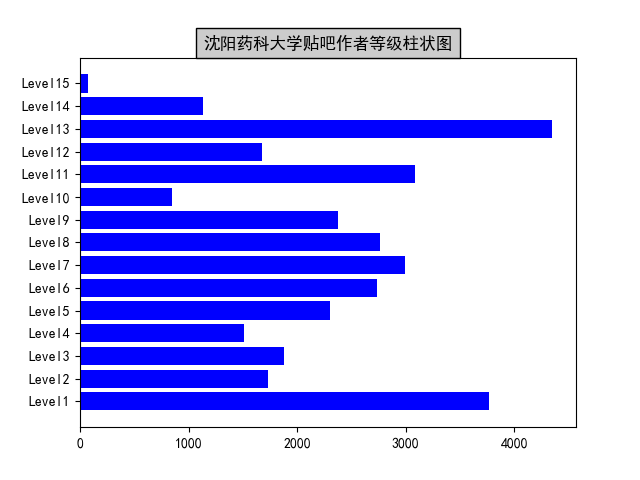 沈阳药科大学贴吧作者等级柱状图
Level15
Level14
Level13
Level12
Level11
Level10
Level9
Level8
Level7
Level6
Level5
Level4
Level3
Level2
Level1
0 1000 2000 3000 4000